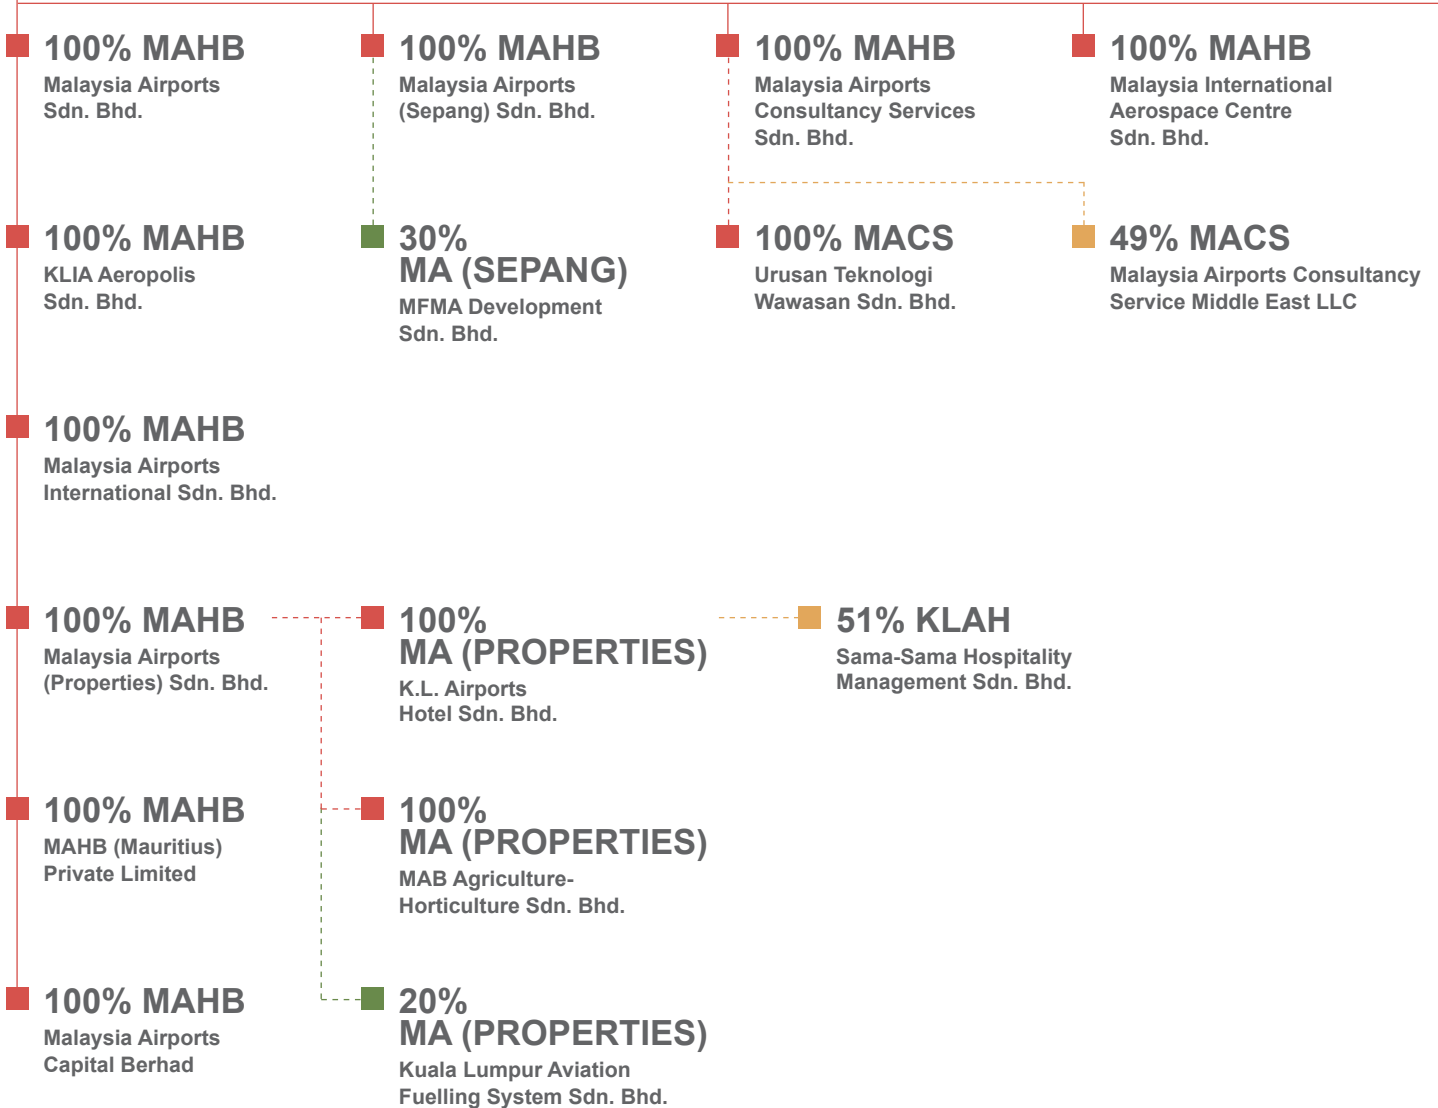 100% MAHB
Malaysia Airports
Sdn. Bhd.
100% MAHB
Malaysia Airports
(Sepang) Sdn. Bhd.
100% MAHB
Malaysia Airports
Consultancy Services
Sdn. Bhd.
100% MAHB
Malaysia International
Aerospace Centre
Sdn. Bhd.
100% MAHB
KLIA Aeropolis
Sdn. Bhd.
30%
MA (SEPANG)
MFMA Development
Sdn. Bhd.
100% MACS
Urusan Teknologi
Wawasan Sdn. Bhd.
49% MACS
Malaysia Airports Consultancy
Service Middle East LLC
100% MAHB
Malaysia Airports
International Sdn. Bhd.
100% MAHB
Malaysia Airports
(Properties) Sdn. Bhd.
100%
MA (PROPERTIES)
K.L. Airports
Hotel Sdn. Bhd.
51% KLAH
Sama-Sama Hospitality
Management Sdn. Bhd.
100% MAHB
MAHB (Mauritius)
Private Limited
100%
MA (PROPERTIES)
MAB Agriculture-
Horticulture Sdn. Bhd.
100% MAHB
Malaysia Airports
Capital Berhad
20%
MA (PROPERTIES)
Kuala Lumpur Aviation
Fuelling System Sdn. Bhd.